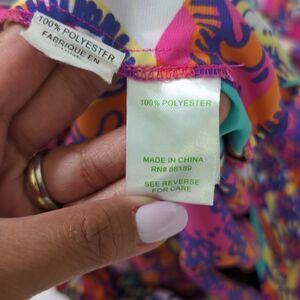 100% POLYESTER
FABRIQUE EN
100% POLYESTER
MADE IN CHINA
RN# 88189
SEE REVERSE
FOR CARE